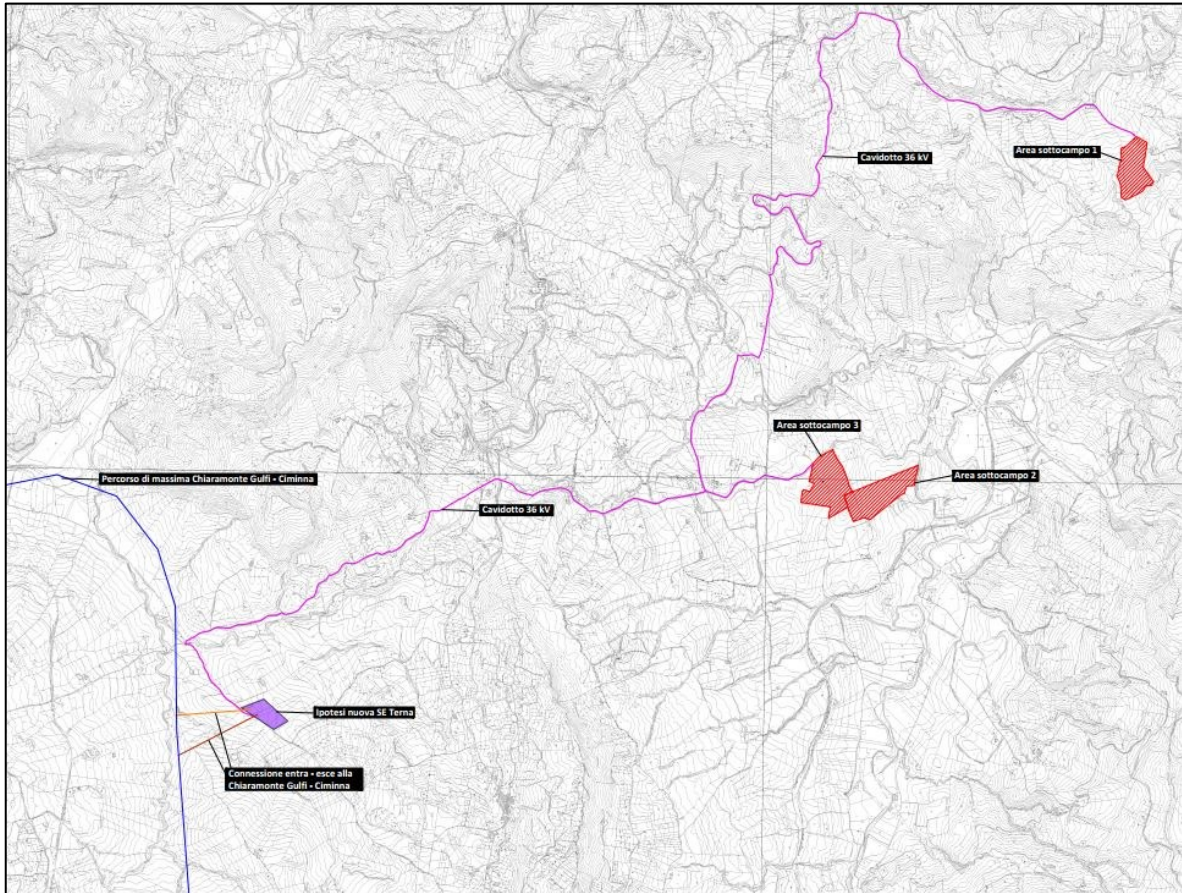 Area sottocampo 1
Cavidotto 36 kV
Area sottocampo 3
Area sottocampo 2
Percorso di massima Chiaramonte Gulfi - Ciminna
Cavidotto 36 kV
Ipotesi nuova SE Terna
Connessione entra - esce alla
Chiaramonte Gulfi - Ciminna